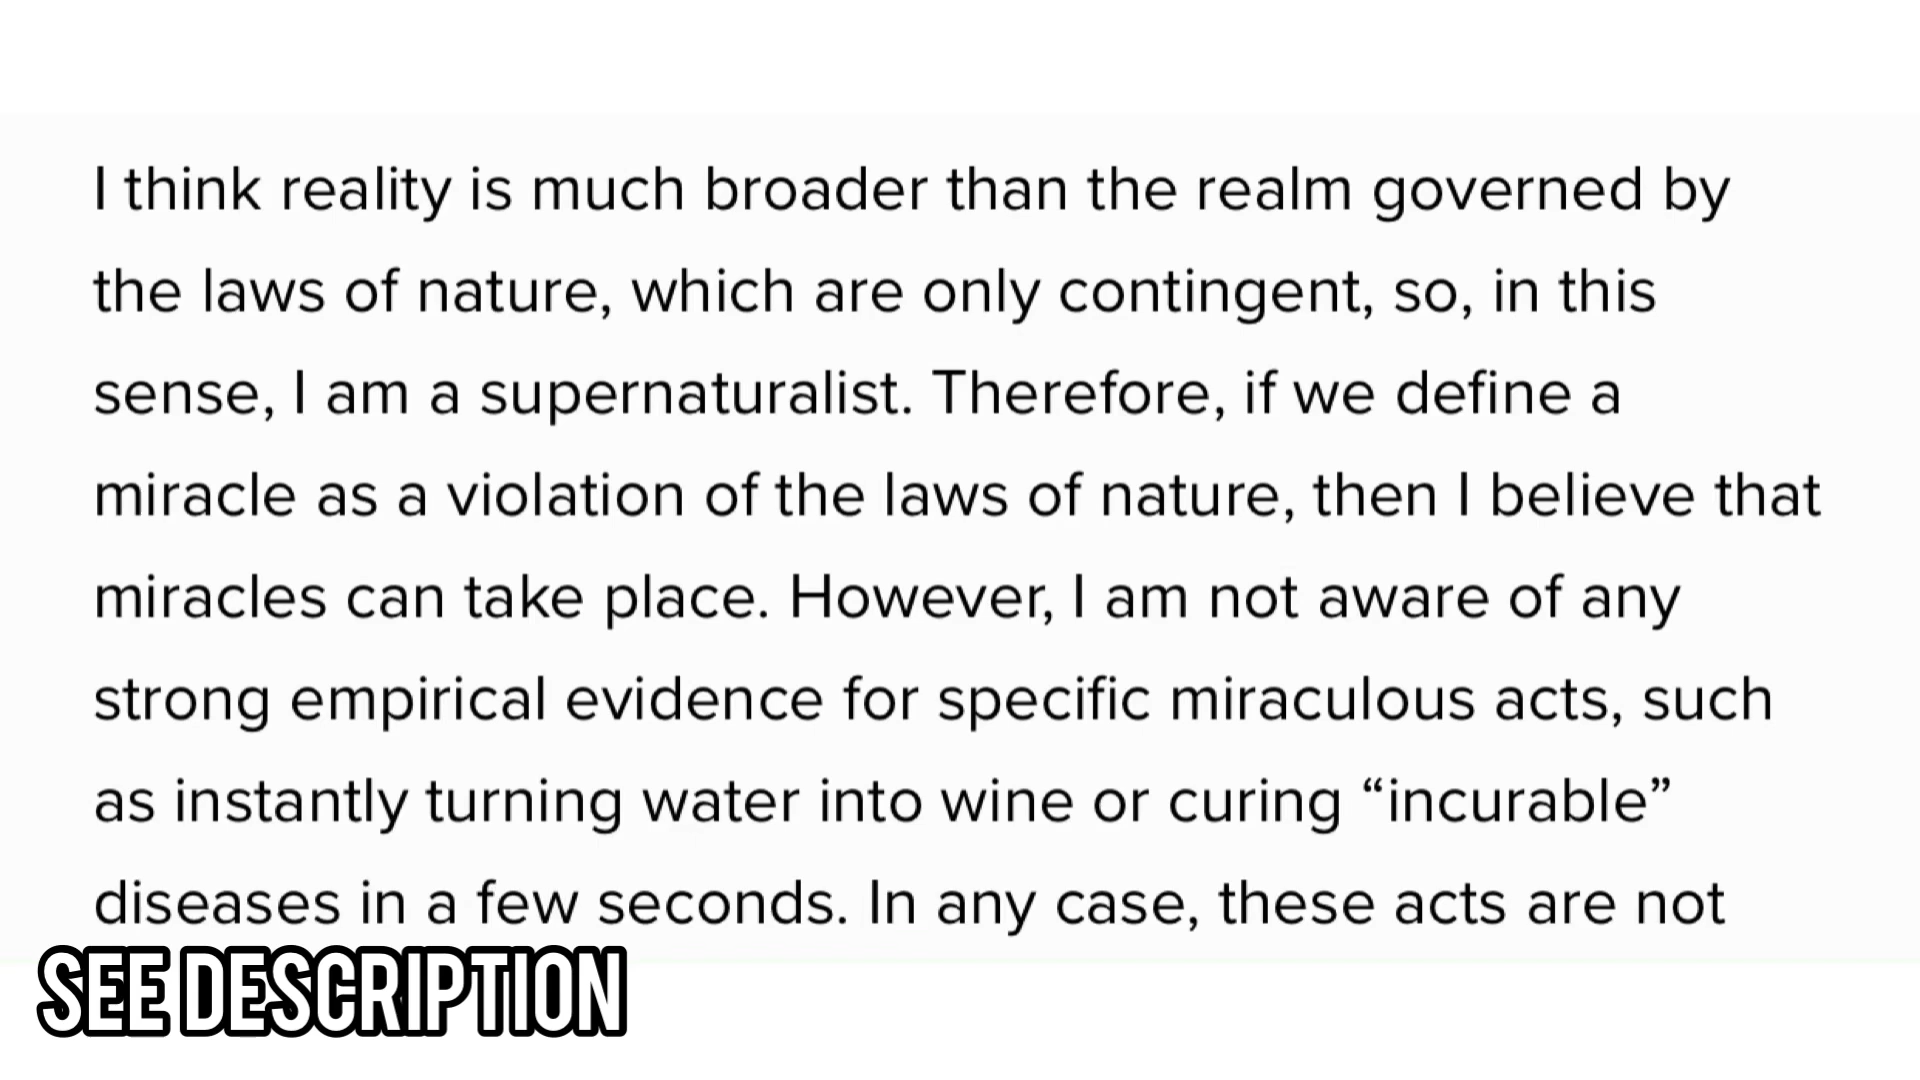 I think reality is much broader than the realm governed by
the laws of nature, which are only contingent, so, in this
sense, I am a supernaturalist. Therefore, if we define a
miracle as a violation of the laws of nature, then I believe that
miracles can take place. However, I am not aware of any
strong empirical evidence for specific miraculous acts, such
as instantly turning water into wine or curing “incurable”
diseases in a few seconds. In any case, these acts are not
SEE DESCRIPTION